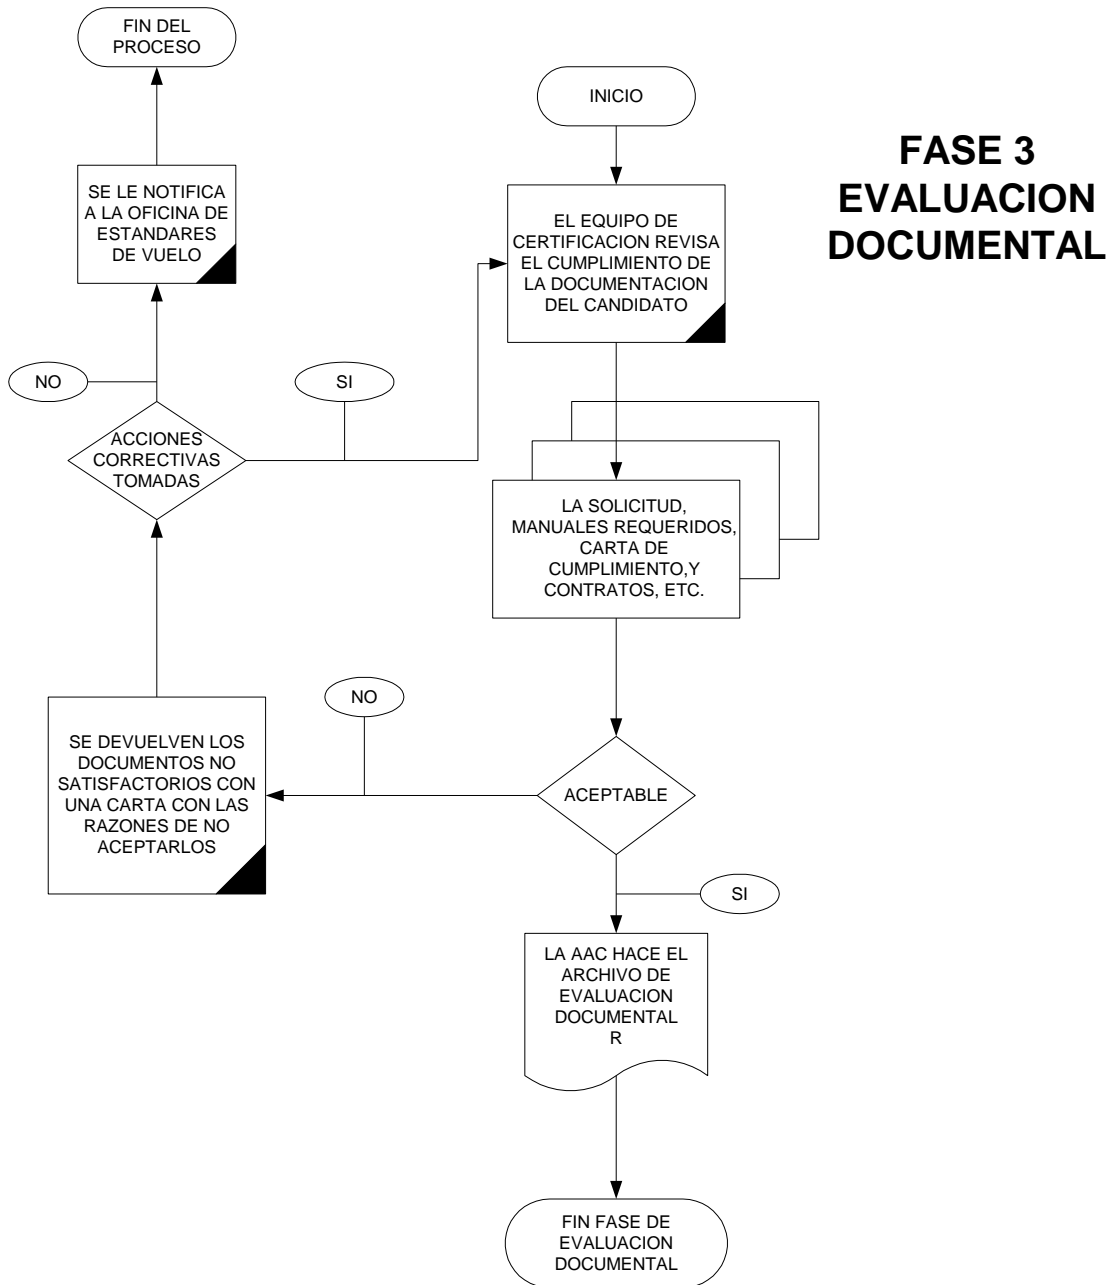 FIN DEL
PROCESO
INICIO
FASE 3
EVALUACION
DOCUMENTAL
SE LE NOTIFICA
A LA OFICINA DE
ESTANDARES
DE VUELO
EL EQUIPO DE
CERTIFICACION REVISA
EL CUMPLIMIENTO DE
LA DOCUMENTACION
DEL CANDIDATO
NO
SI
ACCIONES
CORRECTIVAS
TOMADAS
LA SOLICITUD,
MANUALES REQUERIDOS,
CARTA DE
CUMPLIMIENTO,Y
CONTRATOS, ETC.
NO
SE DEVUELVEN LOS
DOCUMENTOS NO
SATISFACTORIOS CON
UNA CARTA CON LAS
RAZONES DE NO
ACEPTARLOS
ACEPTABLE
SI
LA AAC HACE EL
ARCHIVO DE
EVALUACION
DOCUMENTAL
R
FIN FASE DE
EVALUACION
DOCUMENTAL